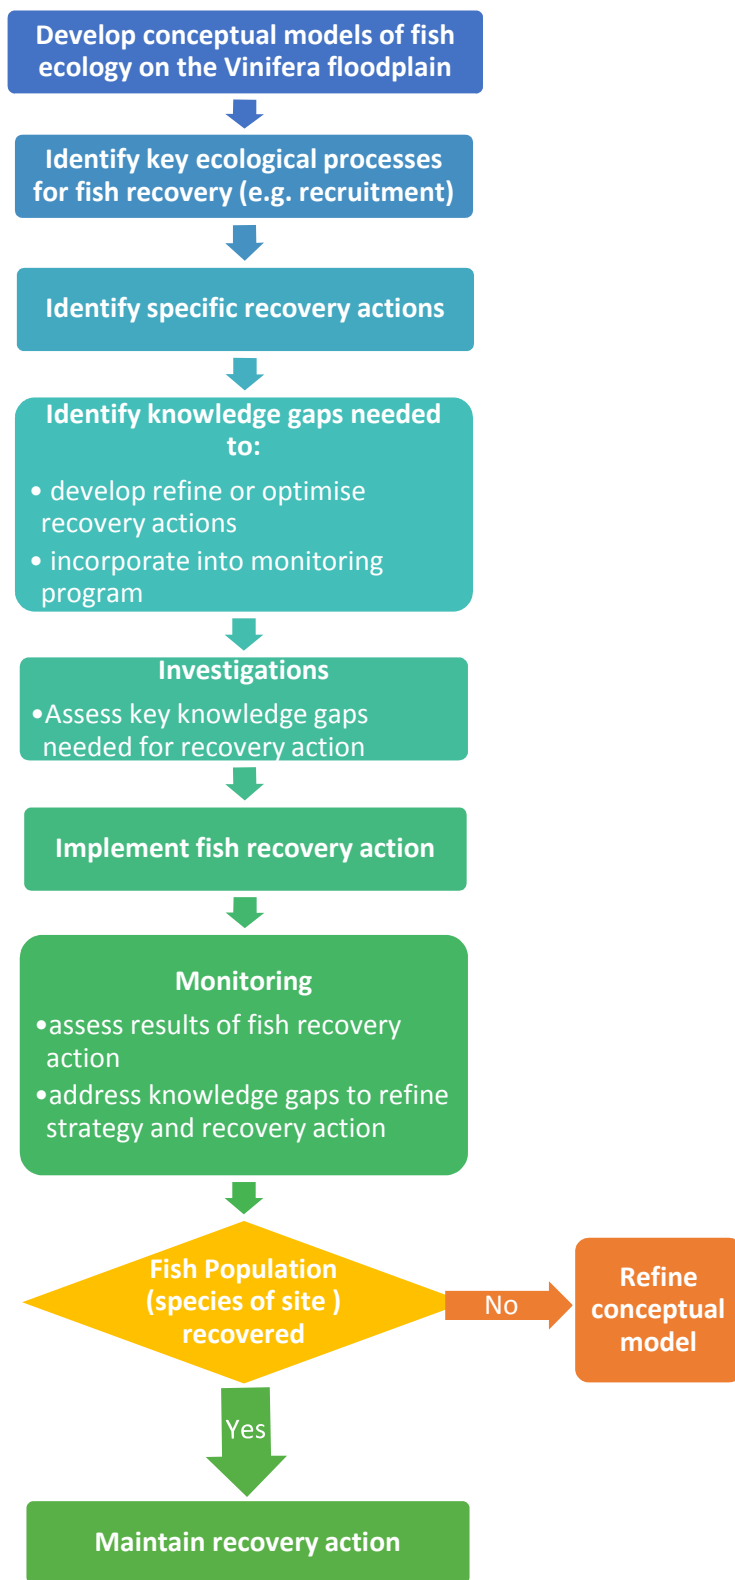 Develop conceptual models of fish
ecology on the Vinifera floodplain
Identify key ecological processes
for fish recovery (e.g. recruitment)
Identify specific recovery actions
Identify knowledge gaps needed
to:
• develop refine or optimise
recovery actions
• incorporate into monitoring
program
Investigations
•Assess key knowledge gaps
needed for recovery action
Implement fish recovery action
Monitoring
•assess results of fish recovery
action
•address knowledge gaps to refine
strategy and recovery action
Fish Population
(species of site )
recovered
No
Refine
conceptual
model
Yes
Maintain recovery action